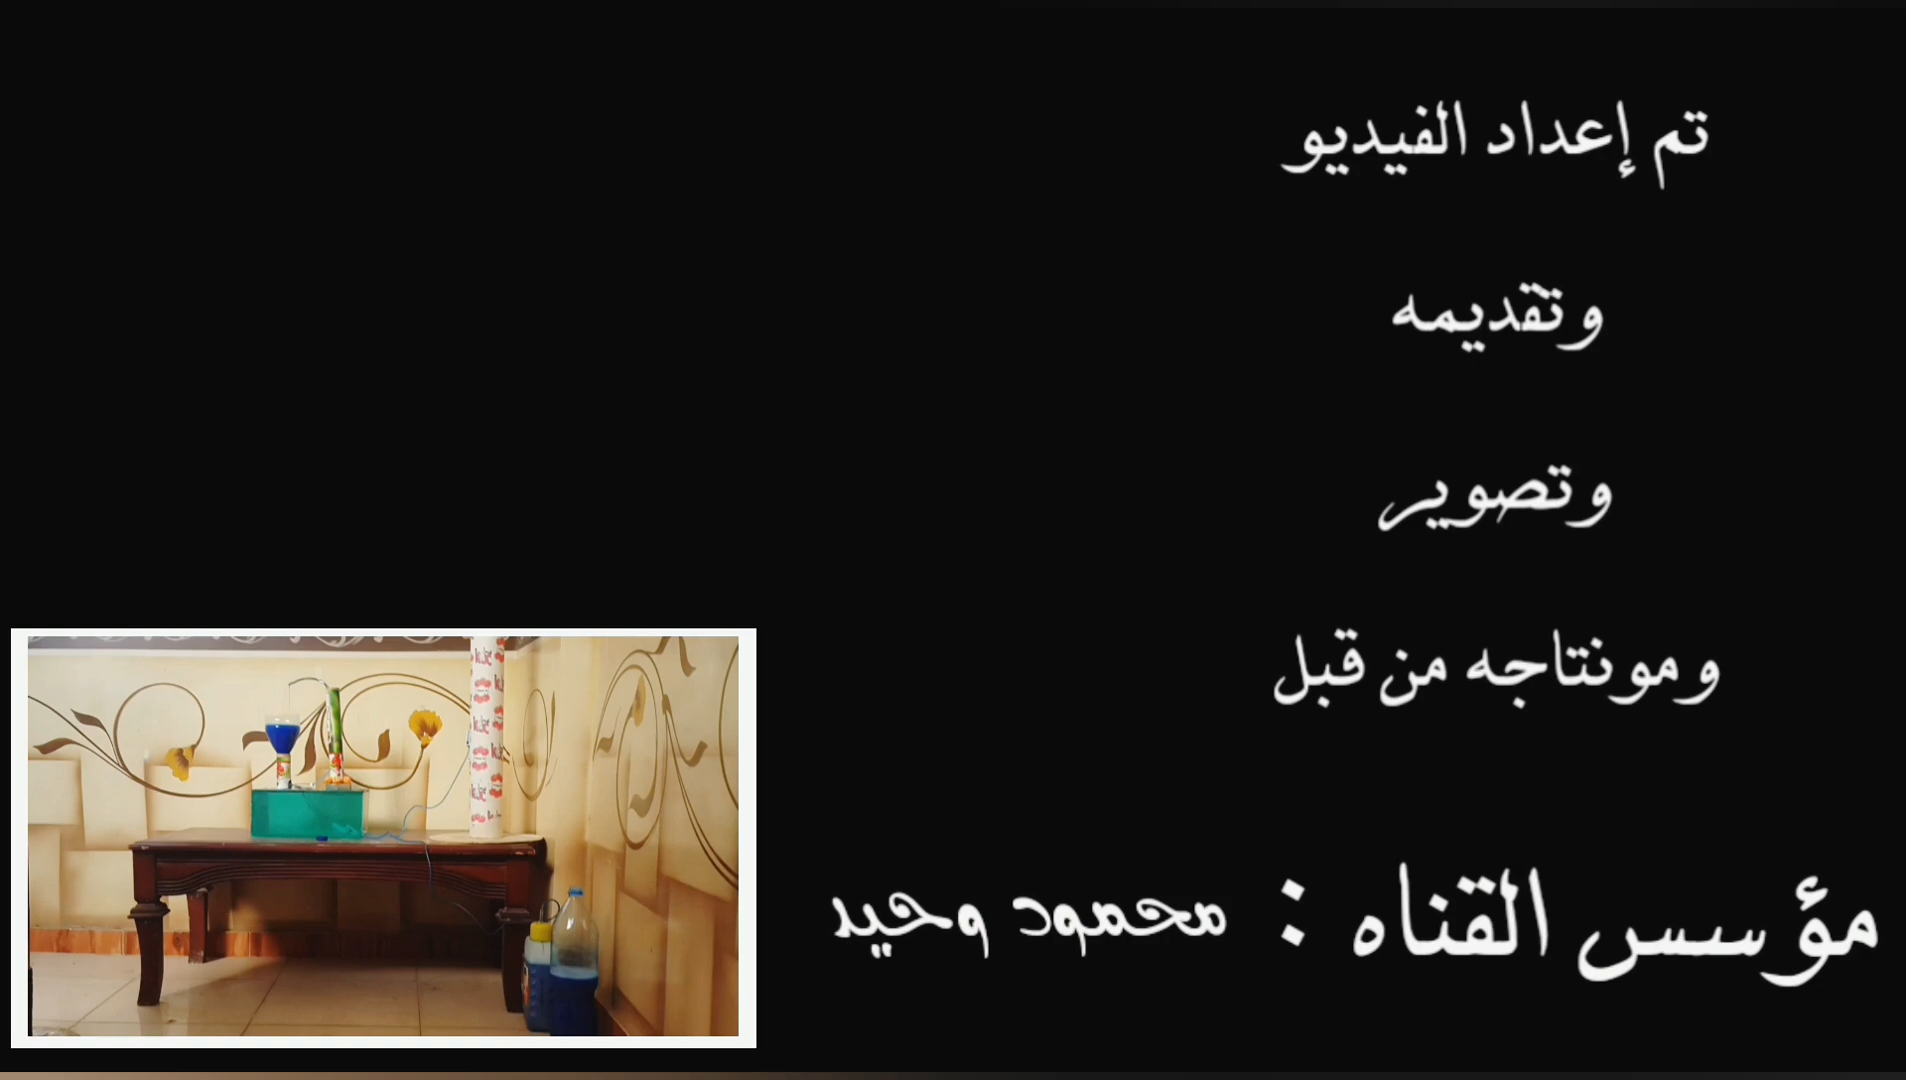 تم إعداد الفيديو
وتقديمه
وتصوير
ومونتاجه من قبل
مؤسس القناه : محمود وحيد